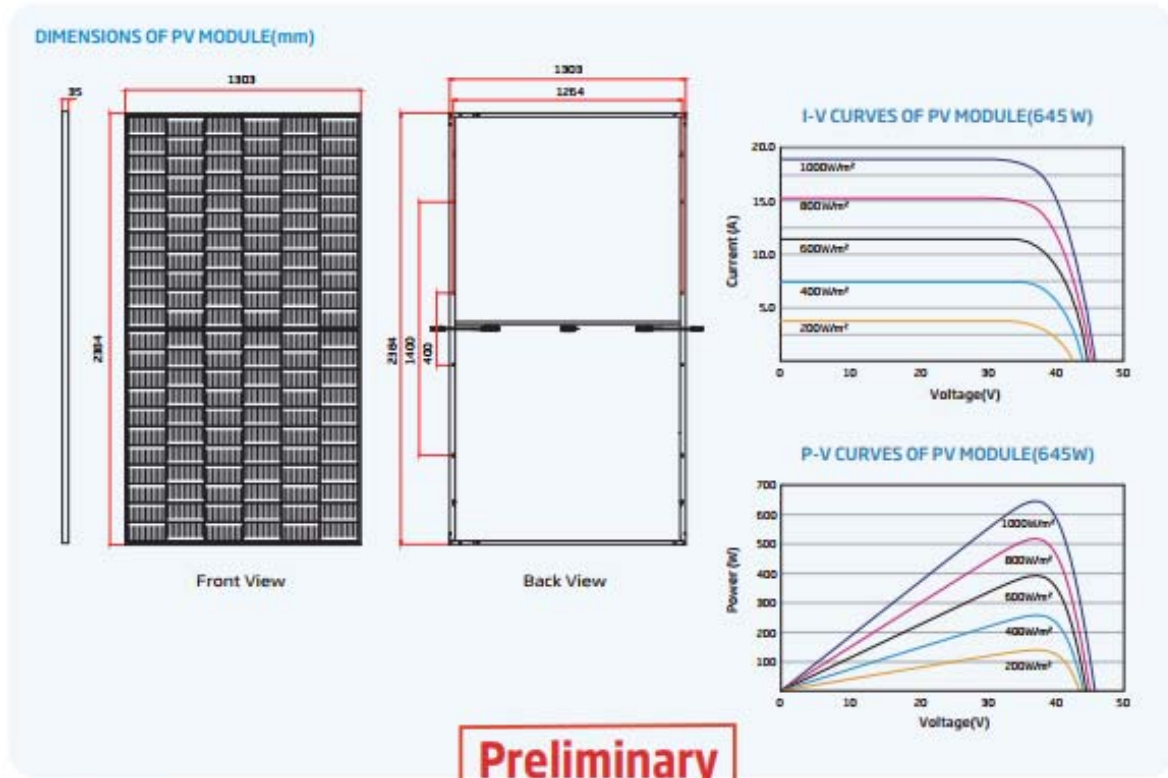 DIMENSIONS OF PV MODULE(mm)
35
1303
2384
Front View
1303
1264
2384
1400
400
Back View
I-V CURVES OF PV MODULE(645 W)
20.0
15.0
10.0
5.0
Current (A)
1000W/m²
800W/m²
600W/m²
400W/m²
200W/m²
0 10 20 30 40 50
Voltage(V)
P-V CURVES OF PV MODULE(645W)
700
600
500
400
300
200
100
Power (W)
1000W/m²
800W/m²
600W/m²
400W/m²
200W/m²
0 10 20 30 40 50
Voltage(V)
Preliminary